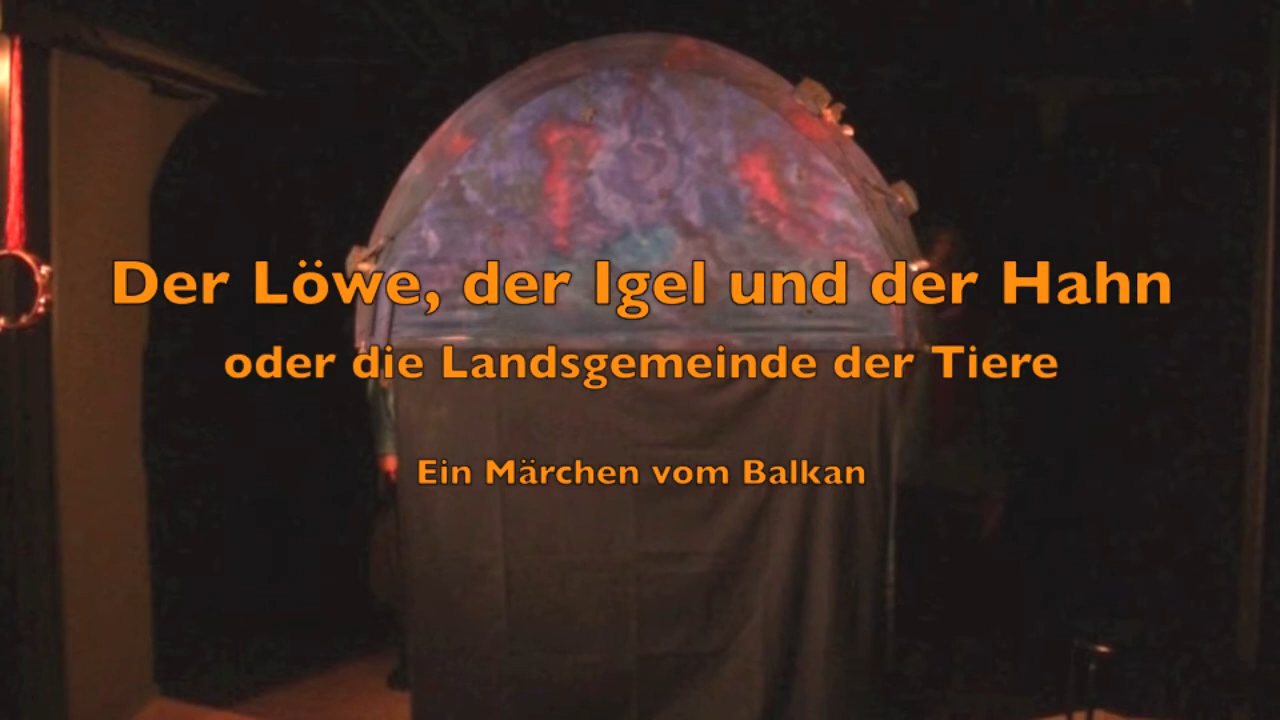 Der Löwe, der Igel und der Hahn
oder die Landsgemeinde der Tiere
Ein Märchen vom Balkan